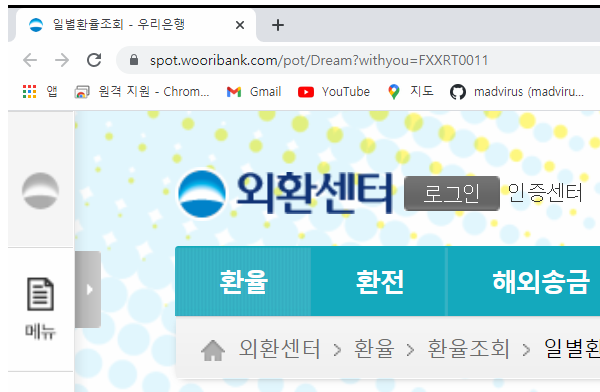 일별환율조회 - 우리은행
spot.wooribank.com/pot/Dream?withyou=FXXRT0011
앱 원격 지원 - Chrom... Gmail YouTube 지도 madvirus (madviru...
외환센터 로그인 인증센터
환율 환전 해외송금
메뉴
외환센터 > 환율 > 환율조회 > 일별환